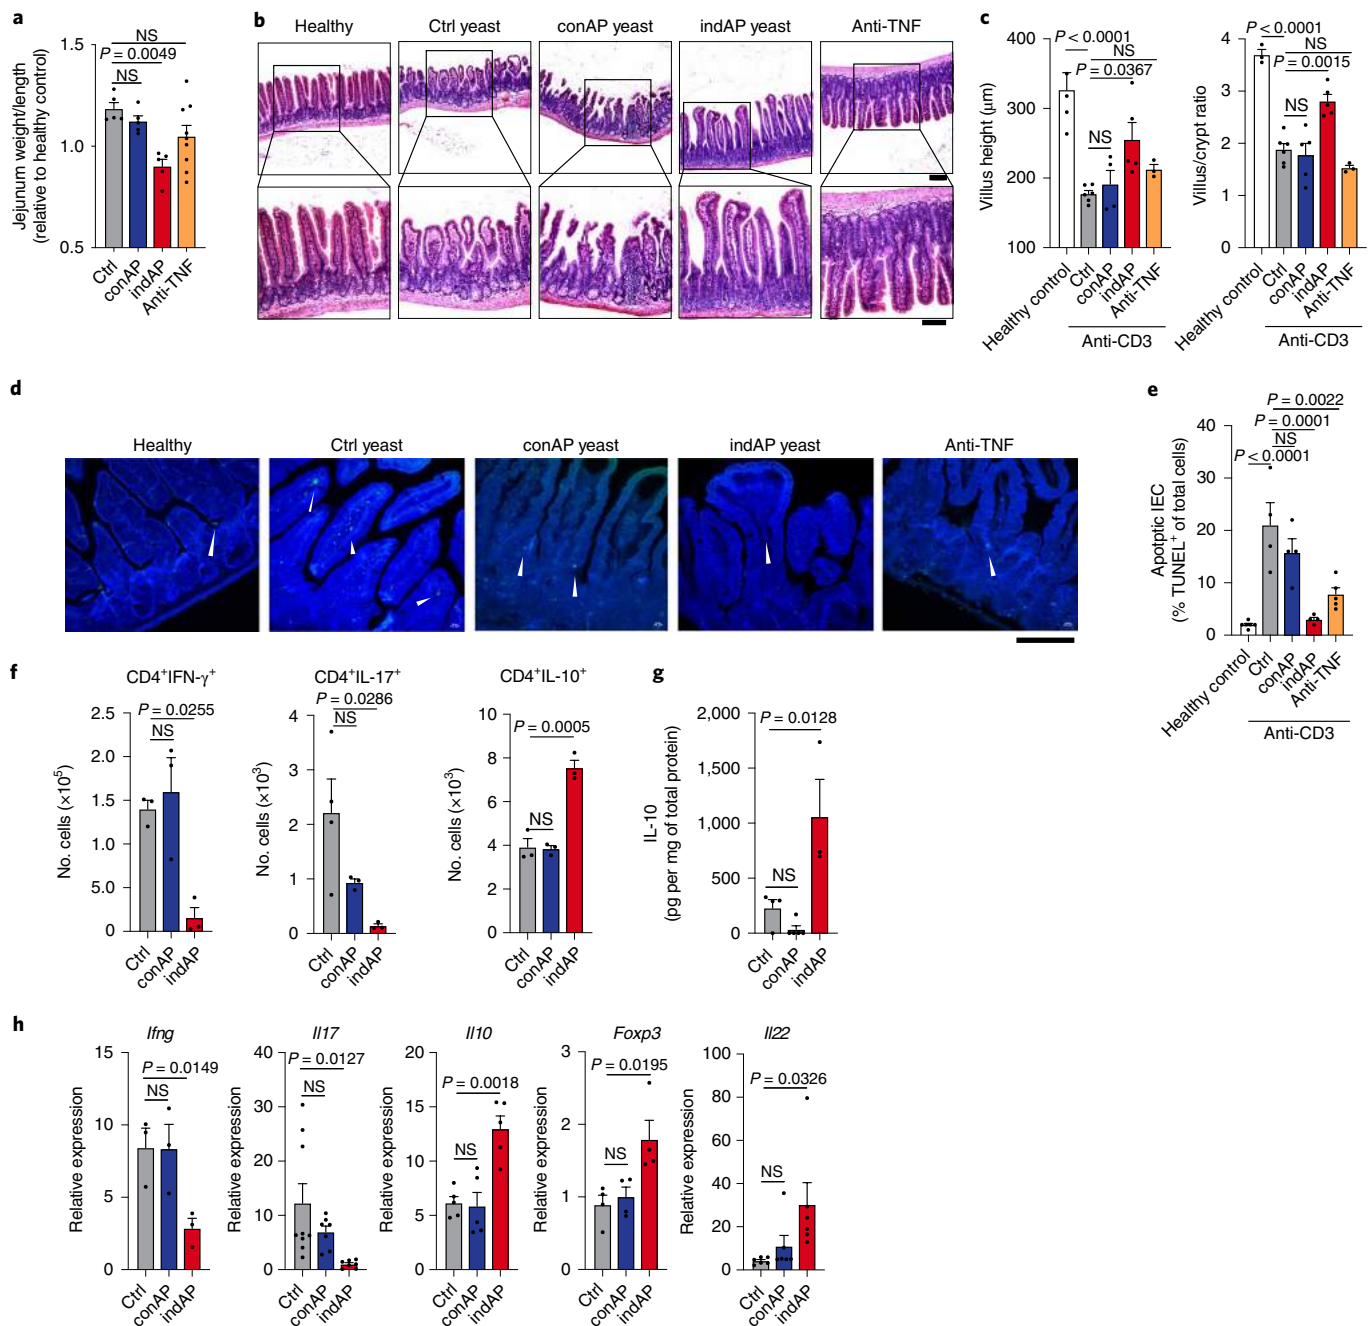 a
NS
P = 0.0049
NS
1.5
1.0
0.5
Jejunum weight/length
(relative to healthy control)
Ctrl
conAP
indAP
Anti-TNF
b
Healthy
Ctrl yeast
conAP yeast
indAP yeast
Anti-TNF
c
P < 0.0001
NS
P = 0.0367
NS
400
300
200
100
Villus height (μm)
Healthy control
Ctrl
conAP
indAP
Anti-TNF
Anti-CD3
P < 0.0001
NS
P = 0.0015
NS
4
3
2
1
0
Villus/crypt ratio
Healthy control
Ctrl
conAP
indAP
Anti-TNF
Anti-CD3
d
Healthy
Ctrl yeast
conAP yeast
indAP yeast
Anti-TNF
e
P = 0.0022
P = 0.0001
NS
P < 0.0001
40
30
20
10
0
Apotptic IEC
(% TUNEL⁺ of total cells)
Healthy control
Ctrl
conAP
indAP
Anti-TNF
Anti-CD3
f
CD4⁺IFN-γ⁺
P = 0.0255
NS
2.5
2.0
1.5
1.0
5.0
0
No. cells (×10⁵)
Ctrl
conAP
indAP
CD4⁺IL-17⁺
P = 0.0286
NS
4
3
2
1
0
No. cells (×10³)
Ctrl
conAP
indAP
CD4⁺IL-10⁺
P = 0.0005
NS
10
8
6
4
2
0
No. cells (×10³)
Ctrl
conAP
indAP
g
P = 0.0128
NS
2,000
1,500
1,000
500
0
IL-10
(pg per mg of total protein)
Ctrl
conAP
indAP
h
Ifng
P = 0.0149
NS
15
10
5
0
Relative expression
Ctrl
conAP
indAP
Il17
P = 0.0127
NS
40
30
20
10
0
Relative expression
Ctrl
conAP
indAP
Il10
P = 0.0018
NS
20
15
10
5
0
Relative expression
Ctrl
conAP
indAP
Foxp3
P = 0.0195
NS
3
2
1
0
Relative expression
Ctrl
conAP
indAP
Il22
P = 0.0326
NS
100
80
60
40
20
0
Relative expression
Ctrl
conAP
indAP